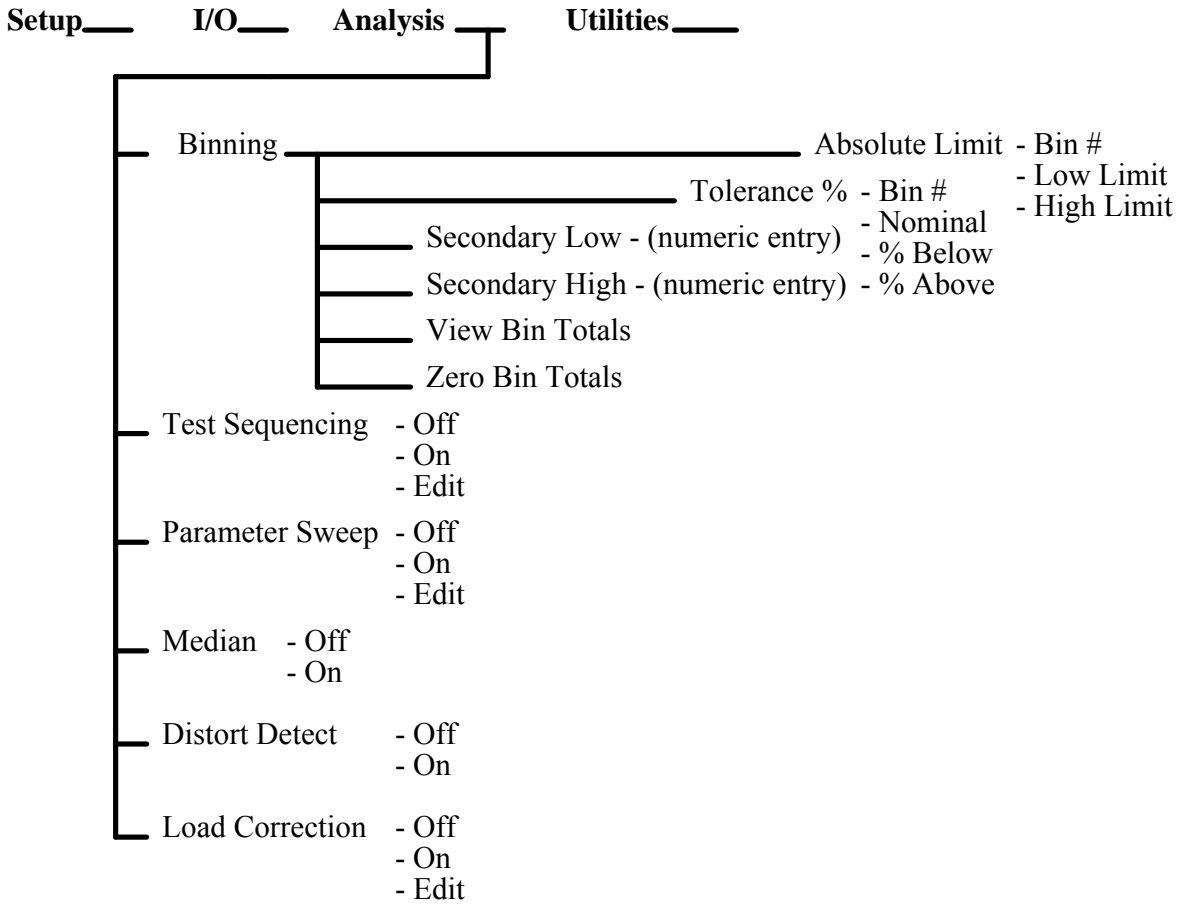 Setup I/O Analysis Utilities
Binning
Absolute Limit - Bin #
- Low Limit
- High Limit
Tolerance % - Bin #
- Nominal
- % Below
- % Above
Secondary Low - (numeric entry)
Secondary High - (numeric entry)
View Bin Totals
Zero Bin Totals
Test Sequencing - Off
- On
- Edit
Parameter Sweep - Off
- On
- Edit
Median - Off
- On
Distort Detect - Off
- On
Load Correction - Off
- On
- Edit